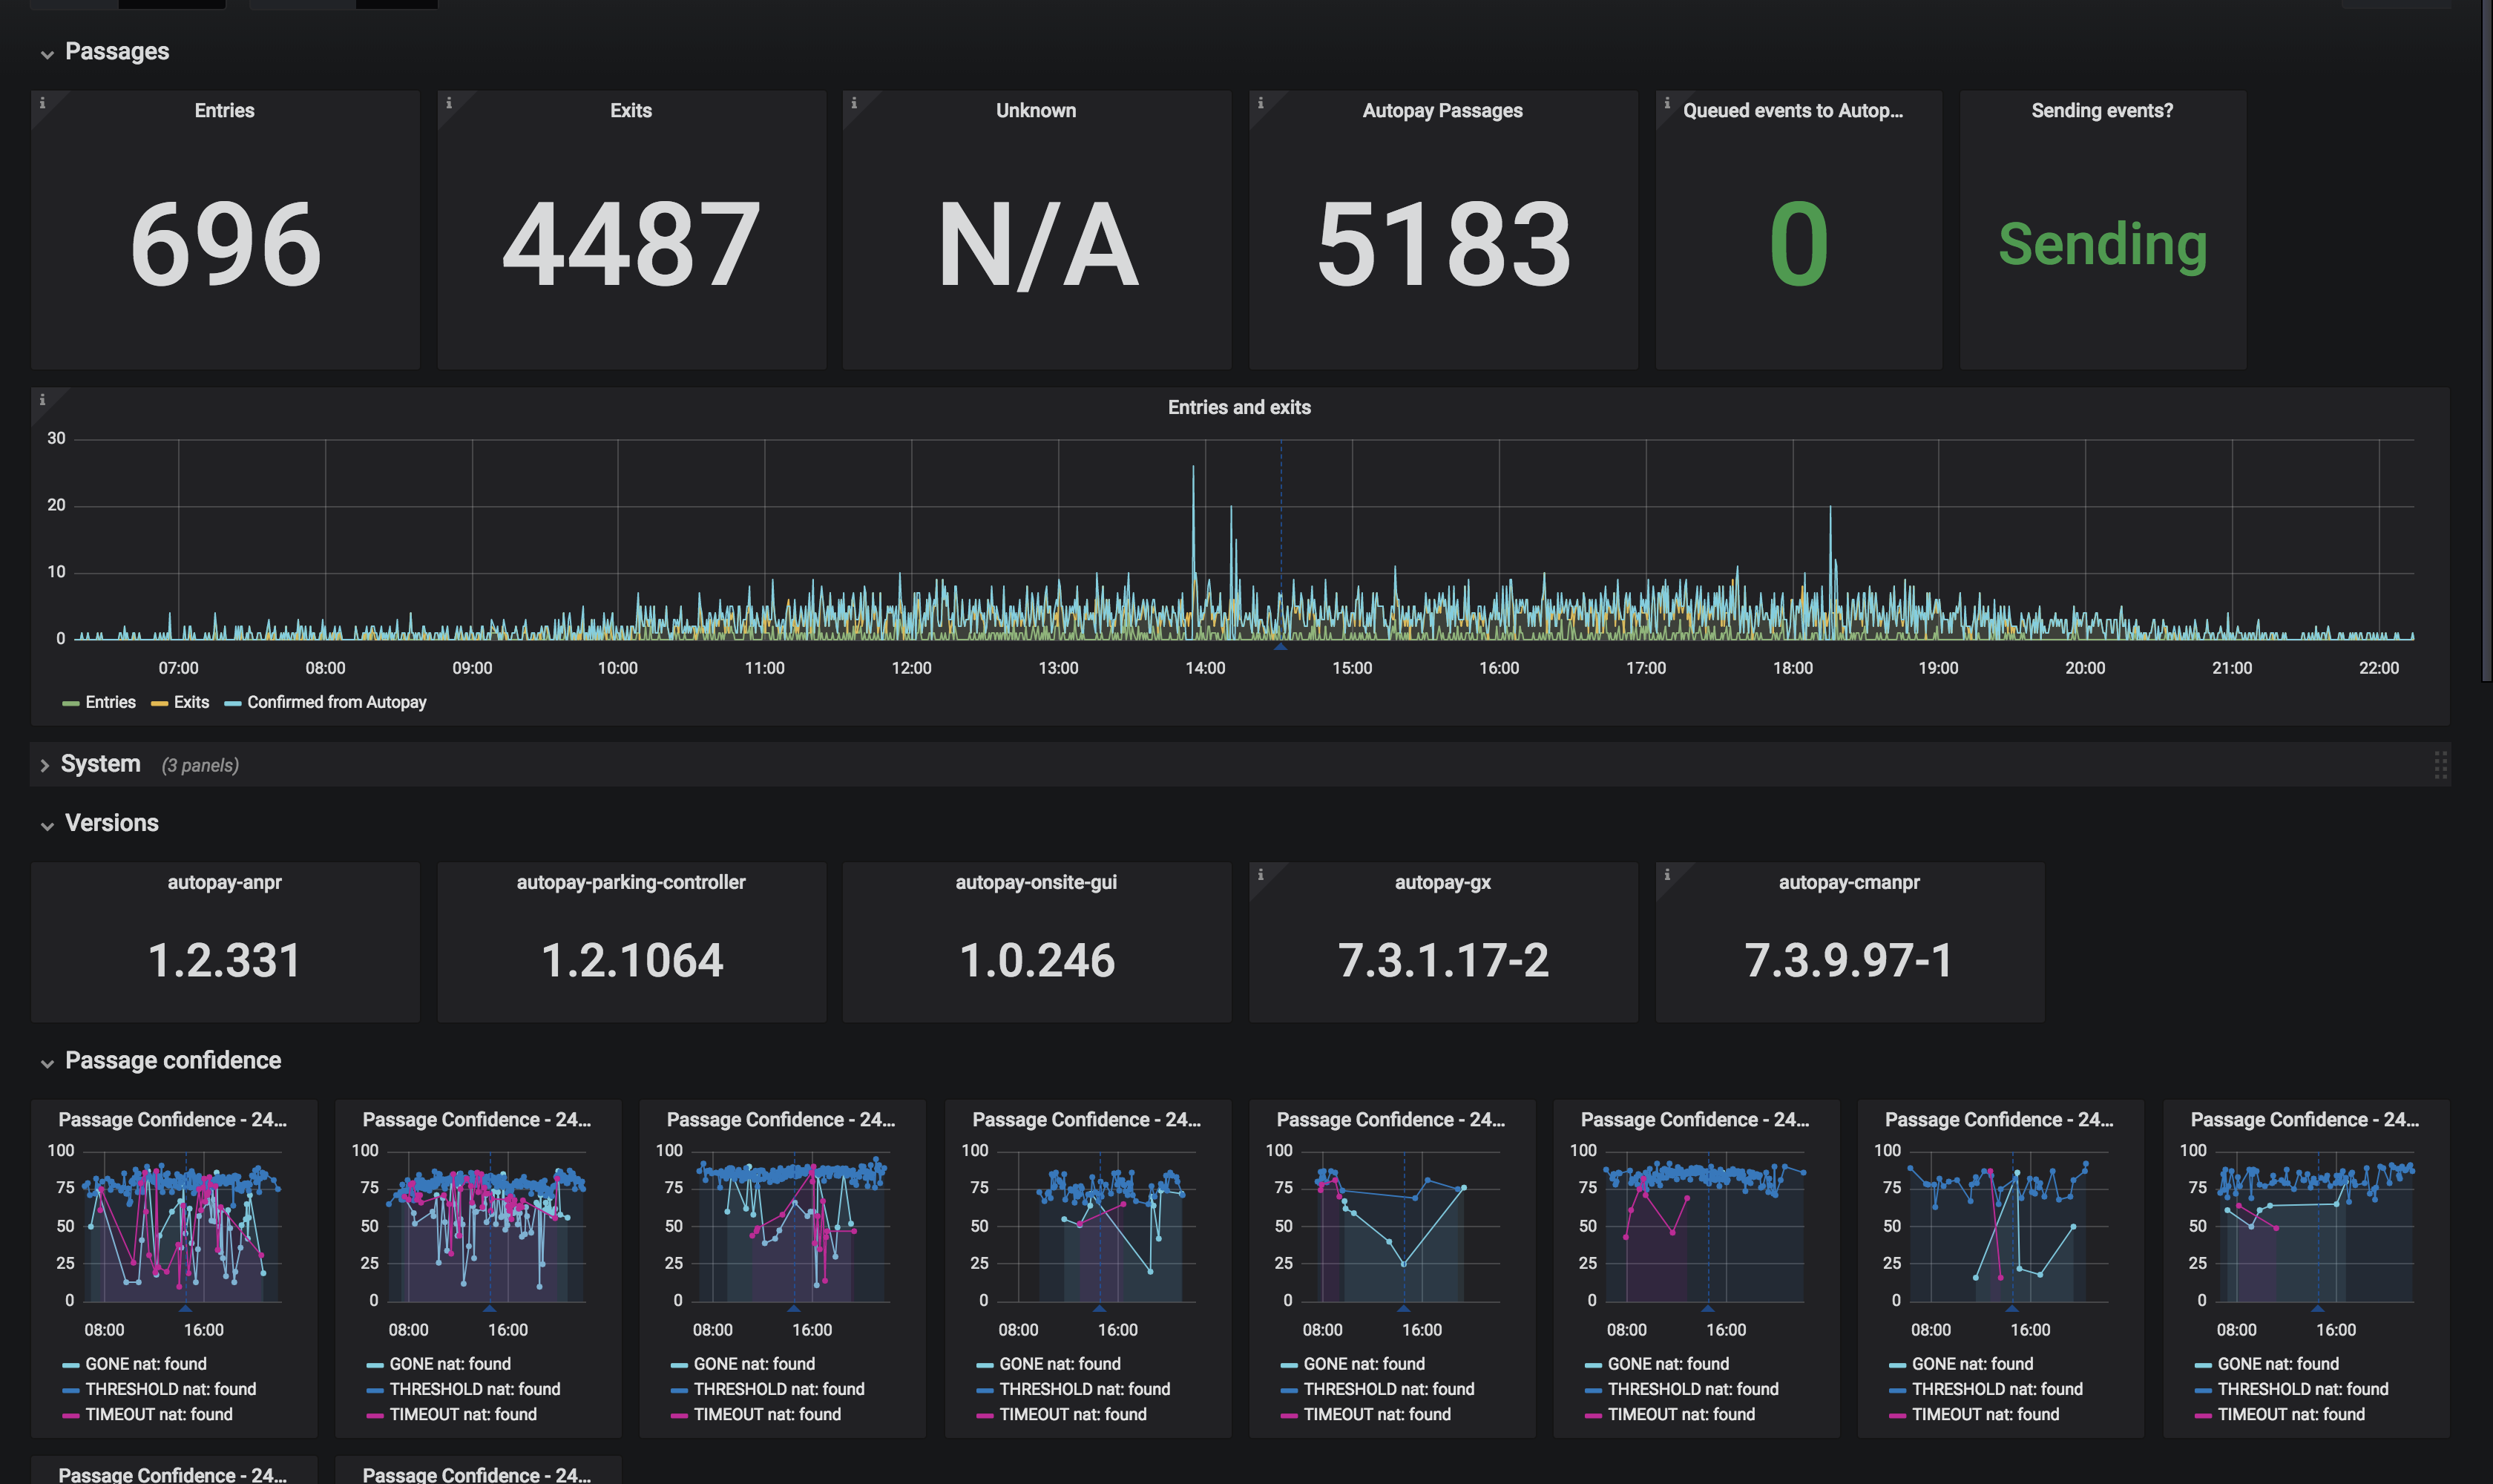 Passages
Entries
Exits
Unknown
Autopay Passages
Queued events to Autop...
Sending events?
696
4487
N/A
5183
0
Sending
Entries and exits
30
20
10
0
07:00 08:00 09:00 10:00 11:00 12:00 13:00 14:00 15:00 16:00 17:00 18:00 19:00 20:00 21:00 22:00
Entries Exits Confirmed from Autopay
System (3 panels)
Versions
autopay-anpr
autopay-parking-controller
autopay-onsite-gui
autopay-gx
autopay-cmanpr
1.2.331
1.2.1064
1.0.246
7.3.1.17-2
7.3.9.97-1
Passage confidence
Passage Confidence - 24...
100
75
50
25
0
08:00 16:00
GONE nat: found
THRESHOLD nat: found
TIMEOUT nat: found
Passage Confidence - 24...
100
75
50
25
0
08:00 16:00
GONE nat: found
THRESHOLD nat: found
TIMEOUT nat: found
Passage Confidence - 24...
100
75
50
25
0
08:00 16:00
GONE nat: found
THRESHOLD nat: found
TIMEOUT nat: found
Passage Confidence - 24...
100
75
50
25
0
08:00 16:00
GONE nat: found
THRESHOLD nat: found
TIMEOUT nat: found
Passage Confidence - 24...
100
75
50
25
0
08:00 16:00
GONE nat: found
THRESHOLD nat: found
TIMEOUT nat: found
Passage Confidence - 24...
100
75
50
25
0
08:00 16:00
GONE nat: found
THRESHOLD nat: found
TIMEOUT nat: found
Passage Confidence - 24...
100
75
50
25
0
08:00 16:00
GONE nat: found
THRESHOLD nat: found
TIMEOUT nat: found
Passage Confidence - 24...
100
75
50
25
0
08:00 16:00
GONE nat: found
THRESHOLD nat: found
TIMEOUT nat: found
Passage Confidence - 24...
Passage Confidence - 24...